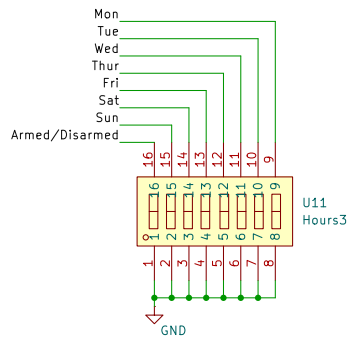 Mon
Tue
Wed
Thur
Fri
Sat
Sun
Armed/Disarmed
16 15 14 13 12 11 10 9
16 15 14 13 12 11 10 9
U11
Hours3
1 2 3 4 5 6 7 8
1 2 3 4 5 6 7 8
GND